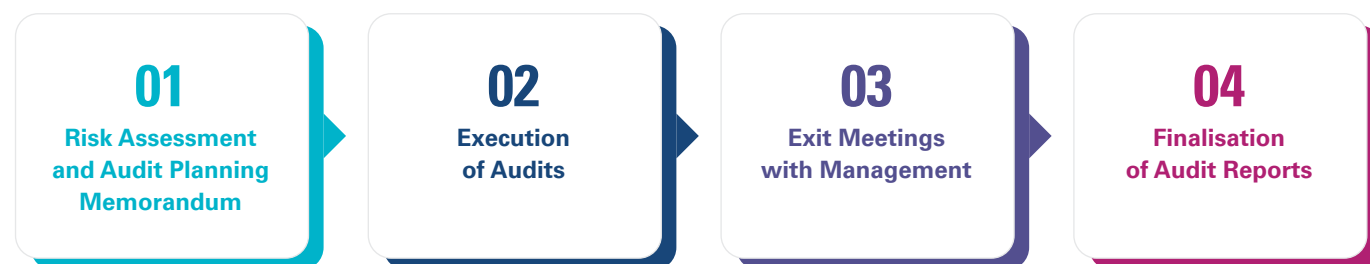 01
Risk Assessment
and Audit Planning
Memorandum
02
Execution
of Audits
03
Exit Meetings
with Management
04
Finalisation
of Audit Reports